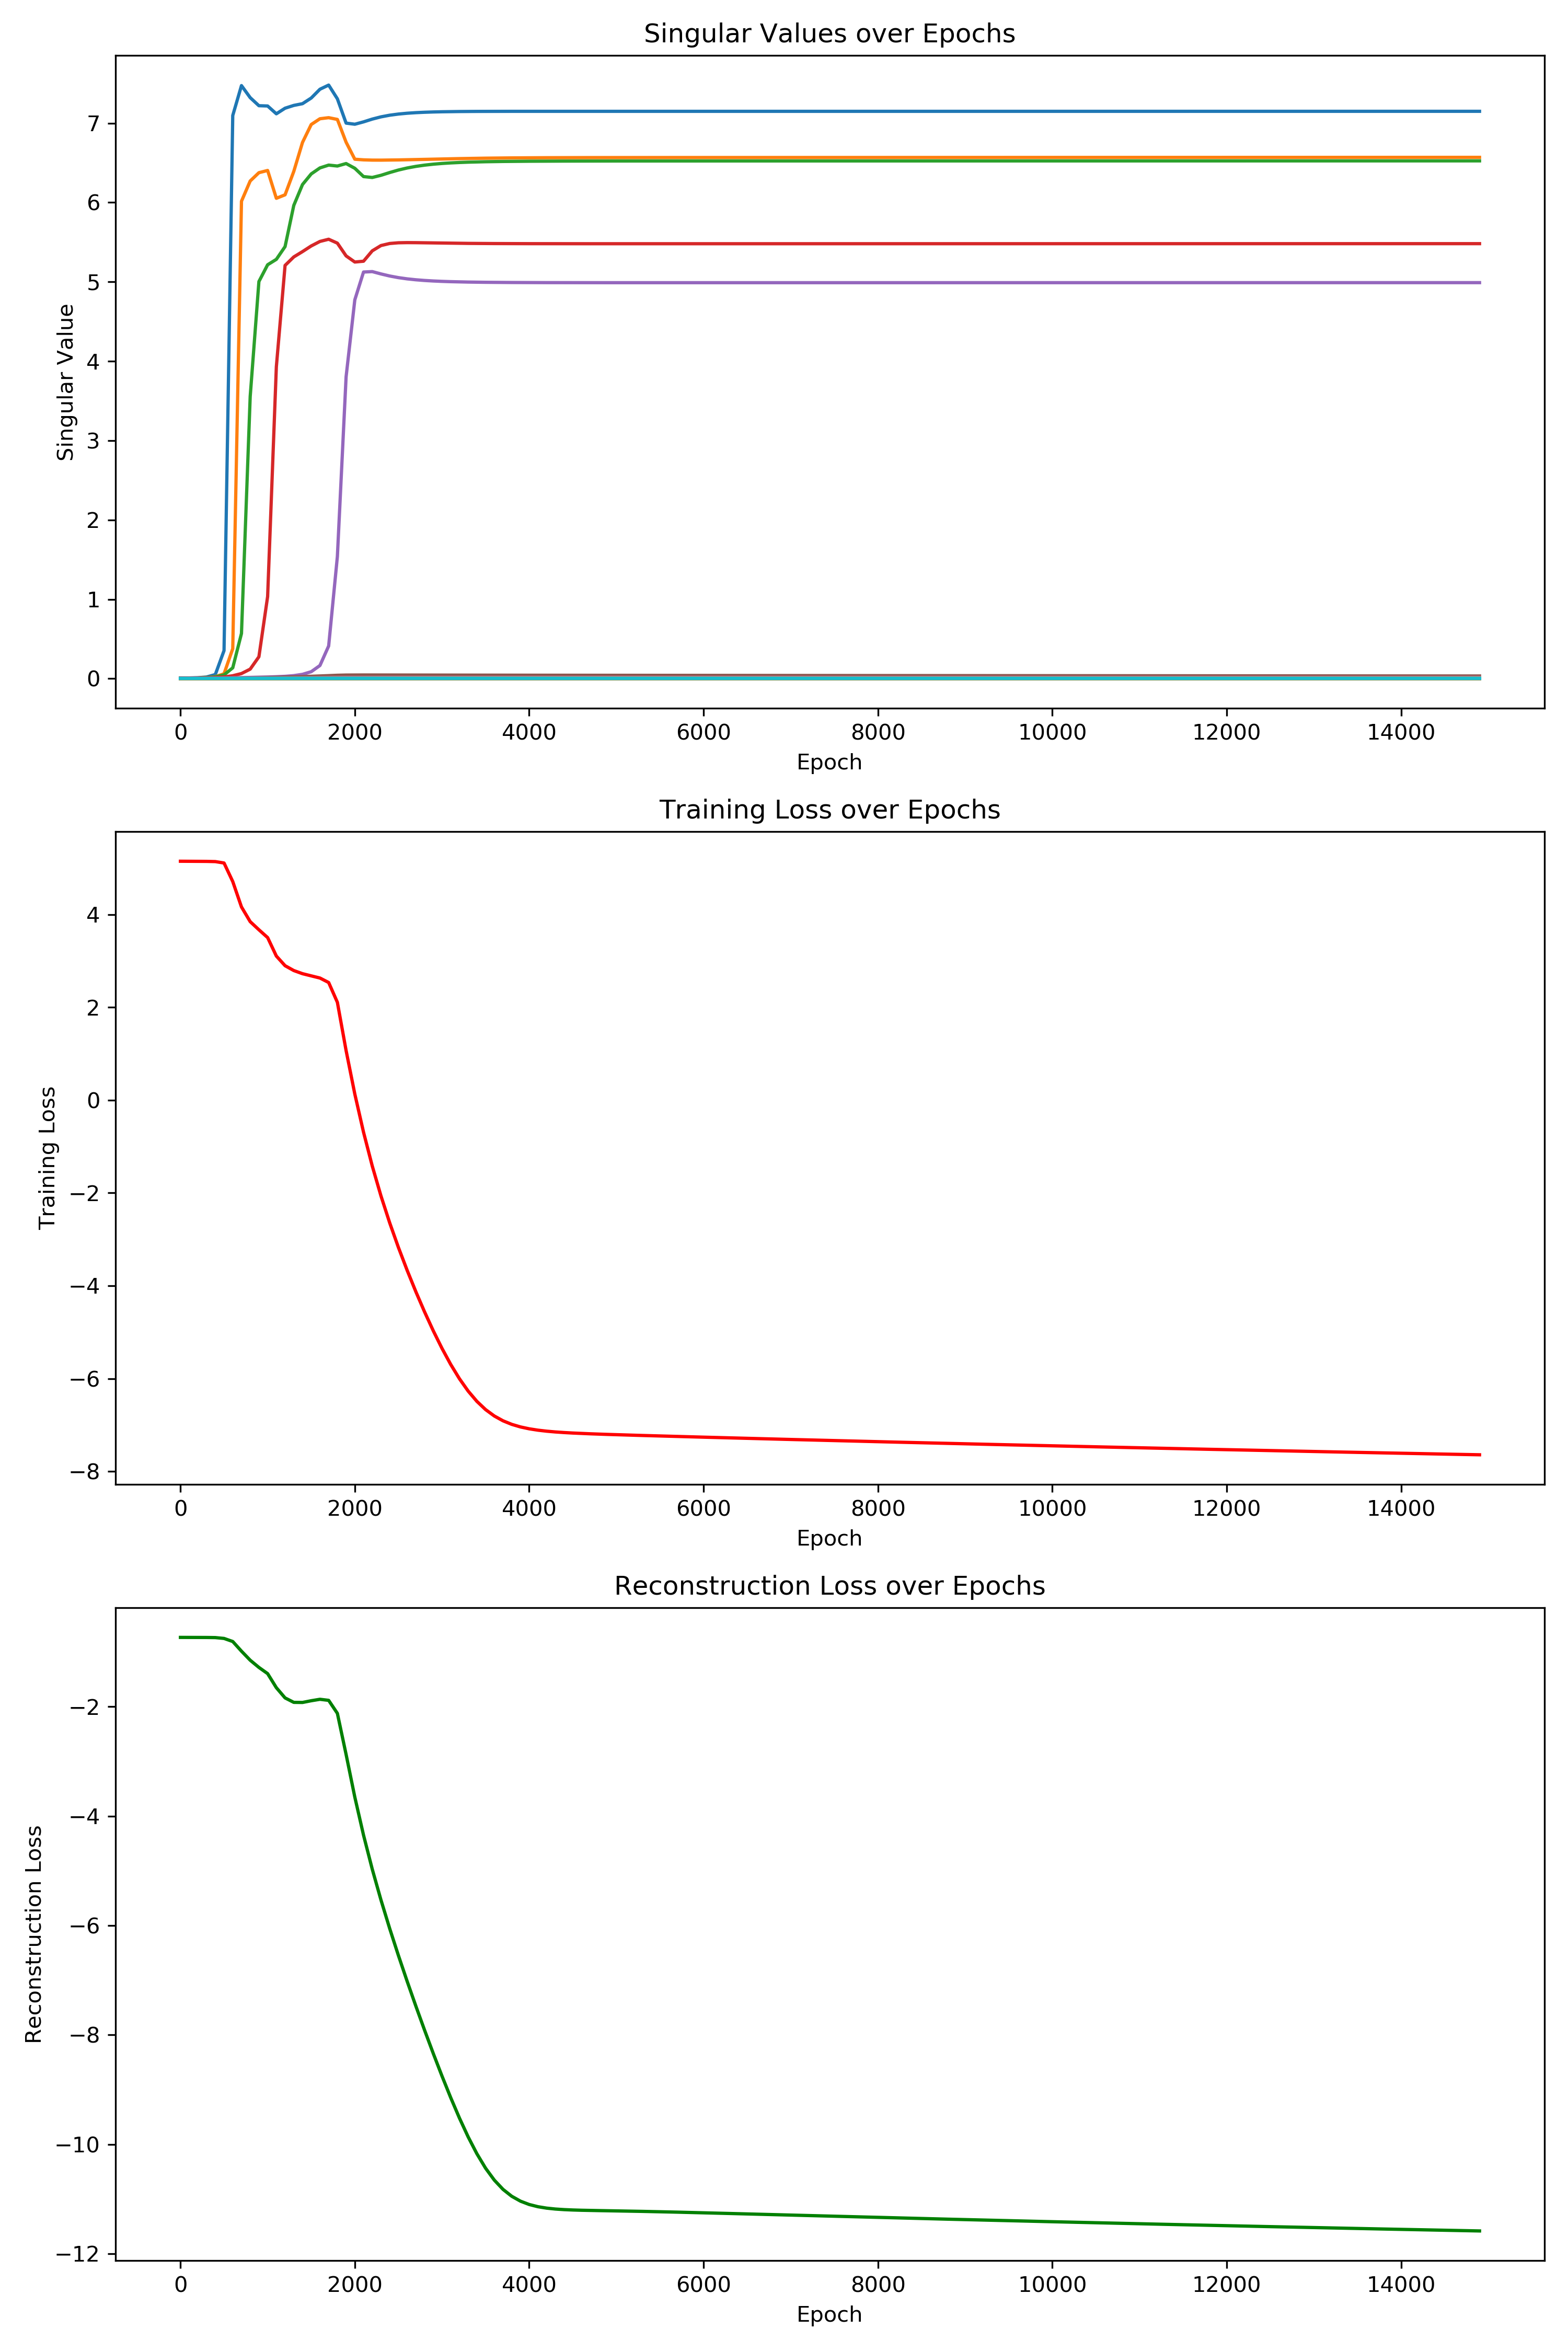 Singular Values over Epochs
Singular Value
7
6
5
4
3
2
1
0
0 2000 4000 6000 8000 10000 12000 14000
Epoch
Training Loss over Epochs
Training Loss
4
2
0
−2
−4
−6
−8
0 2000 4000 6000 8000 10000 12000 14000
Epoch
Reconstruction Loss over Epochs
Reconstruction Loss
−2
−4
−6
−8
−10
−12
0 2000 4000 6000 8000 10000 12000 14000
Epoch